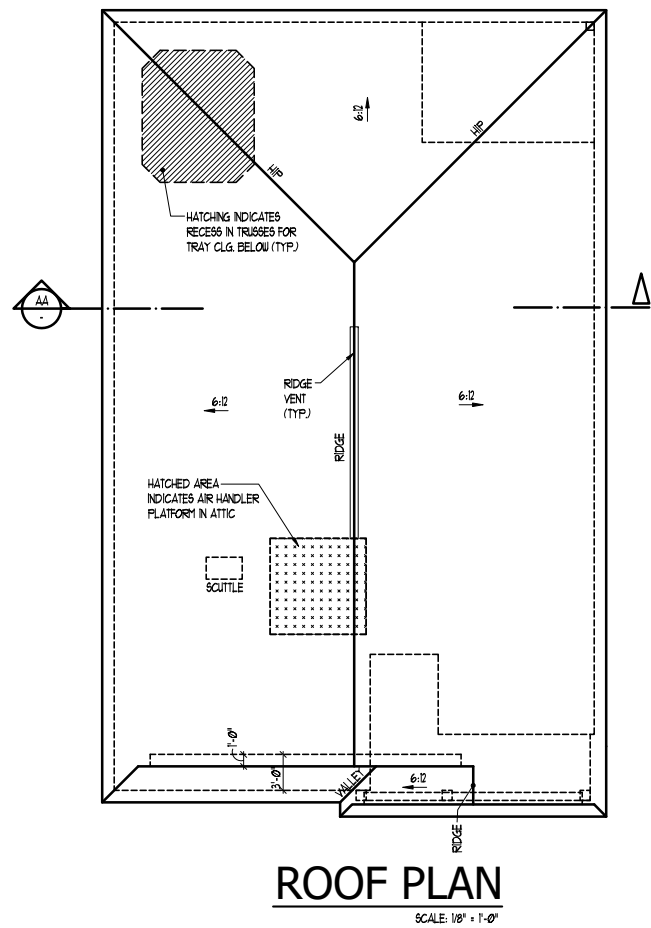 6:12
HIP
HIP
HATCHING INDICATES
RECESS IN TRUSSES FOR
TRAY CLG. BELOW (TYP.)
AA
-
RIDGE
VENT
(TYP.)
6:12
6:12
RIDGE
HATCHED AREA
INDICATES AIR HANDLER
PLATFORM IN ATTIC
SCUTTLE
1'-0"
3'-0"
VALLEY
6:12
RIDGE
ROOF PLAN
SCALE: 1/8" = 1'-0"